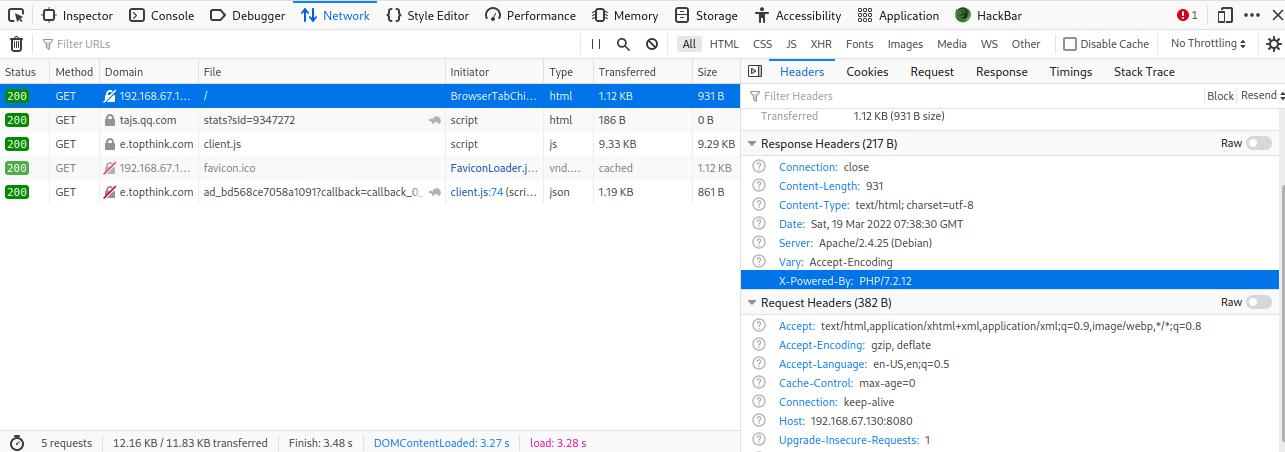 Inspector Console Debugger Network Style Editor Performance Memory Storage Accessibility Application HackBar 1
Filter URLs All HTML CSS JS XHR Fonts Images Media WS Other Disable Cache No Throttling
Status Method Domain File Initiator Type Transferred Size
200 GET 192.168.67.1... / BrowserTabChi... html 1.12 KB 931 B
200 GET tajs.qq.com stats?sId=9347272 script html 186 B 0 B
200 GET e.topthink.com client.js script js 9.33 KB 9.29 KB
200 GET 192.168.67.1... favicon.ico FaviconLoader.j... vnd.... cached 1.12 KB
200 GET e.topthink.com ad_bd568ce7058a1091?callback=callback_0_ client.js:74 (scri... json 1.19 KB 861 B
5 requests 12.16 KB / 11.83 KB transferred Finish: 3.48 s DOMContentLoaded: 3.27 s load: 3.28 s
Headers Cookies Request Response Timings Stack Trace
Filter Headers Block Resend
Transferred 1.12 KB (931 B size)
Response Headers (217 B) Raw
Connection: close
Content-Length: 931
Content-Type: text/html; charset=utf-8
Date: Sat, 19 Mar 2022 07:38:30 GMT
Server: Apache/2.4.25 (Debian)
Vary: Accept-Encoding
X-Powered-By: PHP/7.2.12
Request Headers (382 B) Raw
Accept: text/html,application/xhtml+xml,application/xml;q=0.9,image/webp,*/*;q=0.8
Accept-Encoding: gzip, deflate
Accept-Language: en-US,en;q=0.5
Cache-Control: max-age=0
Connection: keep-alive
Host: 192.168.67.130:8080
Upgrade-Insecure-Requests: 1